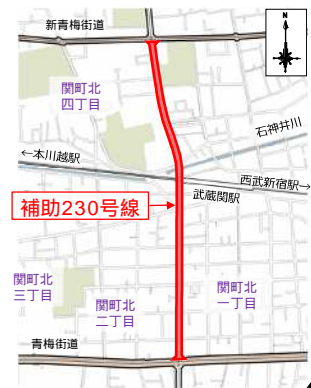 新青梅街道
N
関町北
四丁目
石神井川
←本川越駅
西武新宿駅→
武蔵関駅
補助230号線
関町北
三丁目
関町北
二丁目
関町北
一丁目
青梅街道